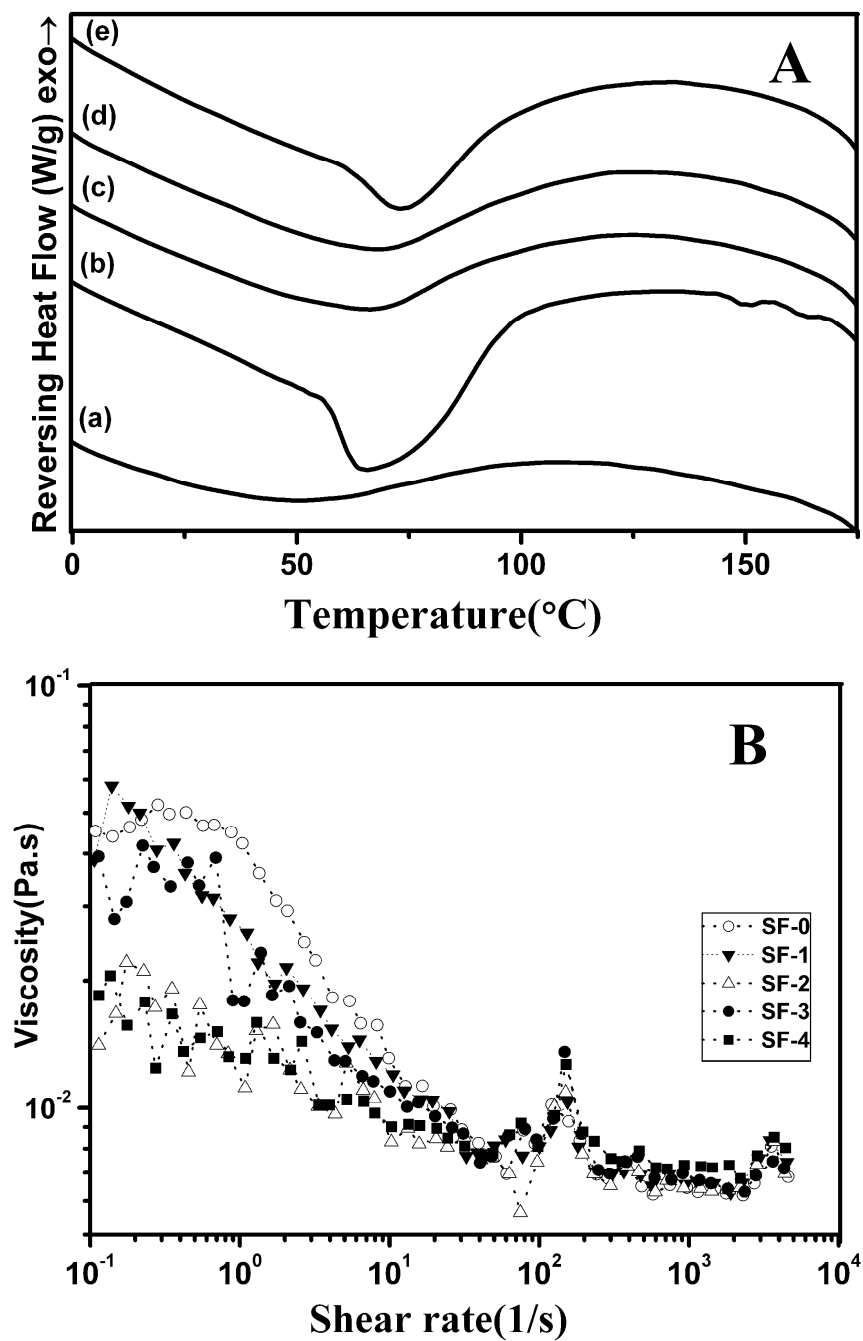 A
(e)
(d)
(c)
(b)
(a)
Reversing Heat Flow (W/g) exo→
0 50 100 150
Temperature(°C)
B
10⁻¹
10⁻²
Viscosity(Pa.s)
SF-0
SF-1
SF-2
SF-3
SF-4
10⁻¹ 10⁰ 10¹ 10² 10³ 10⁴
Shear rate(1/s)